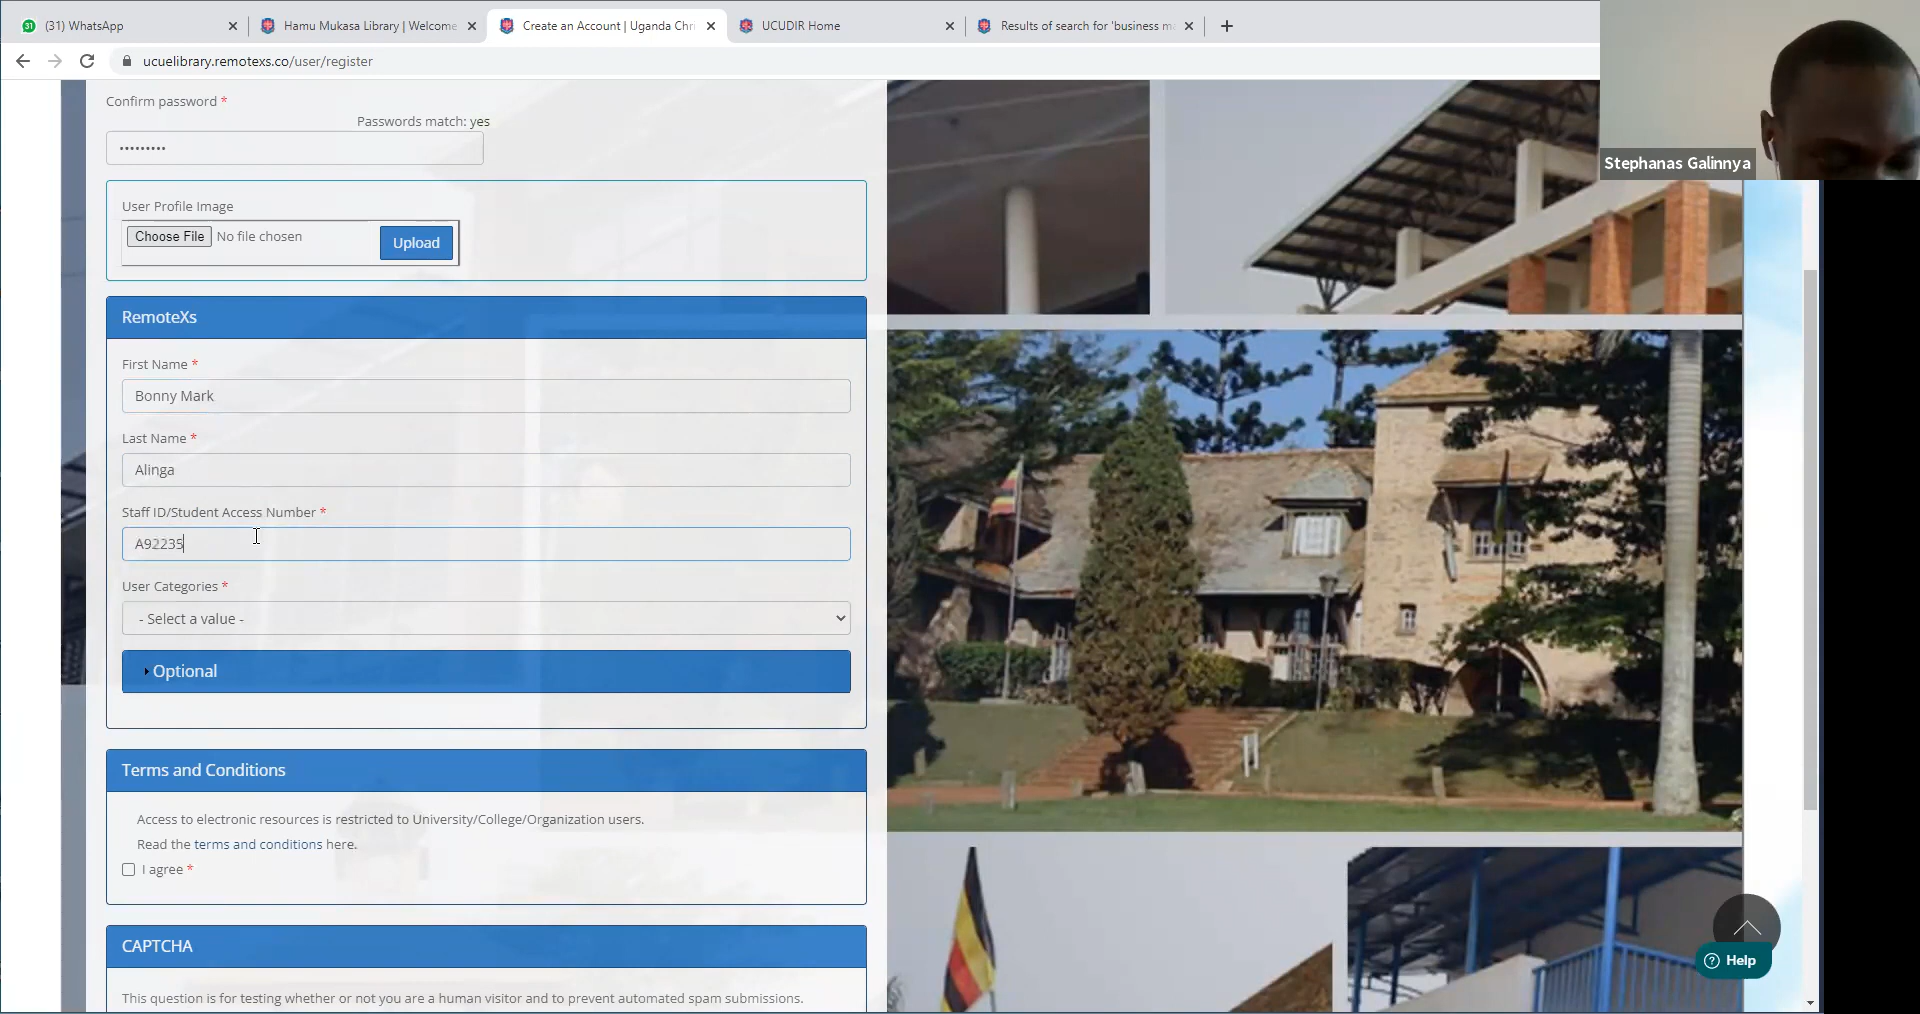 (31) WhatsApp
Hamu Mukasa Library | Welcome
Create an Account | Uganda Chri
UCUDIR Home
Results of search for 'business m
ucuelibrary.remotexs.co/user/register
Stephanas Galinnya
Confirm password *
Passwords match: yes
•••••••••
User Profile Image
Choose File No file chosen
Upload
RemoteXs
First Name *
Bonny Mark
Last Name *
Alinga
Staff ID/Student Access Number *
A92235
User Categories *
- Select a value -
Optional
Terms and Conditions
Access to electronic resources is restricted to University/College/Organization users.
Read the terms and conditions here.
I agree *
CAPTCHA
Help
This question is for testing whether or not you are a human visitor and to prevent automated spam submissions.